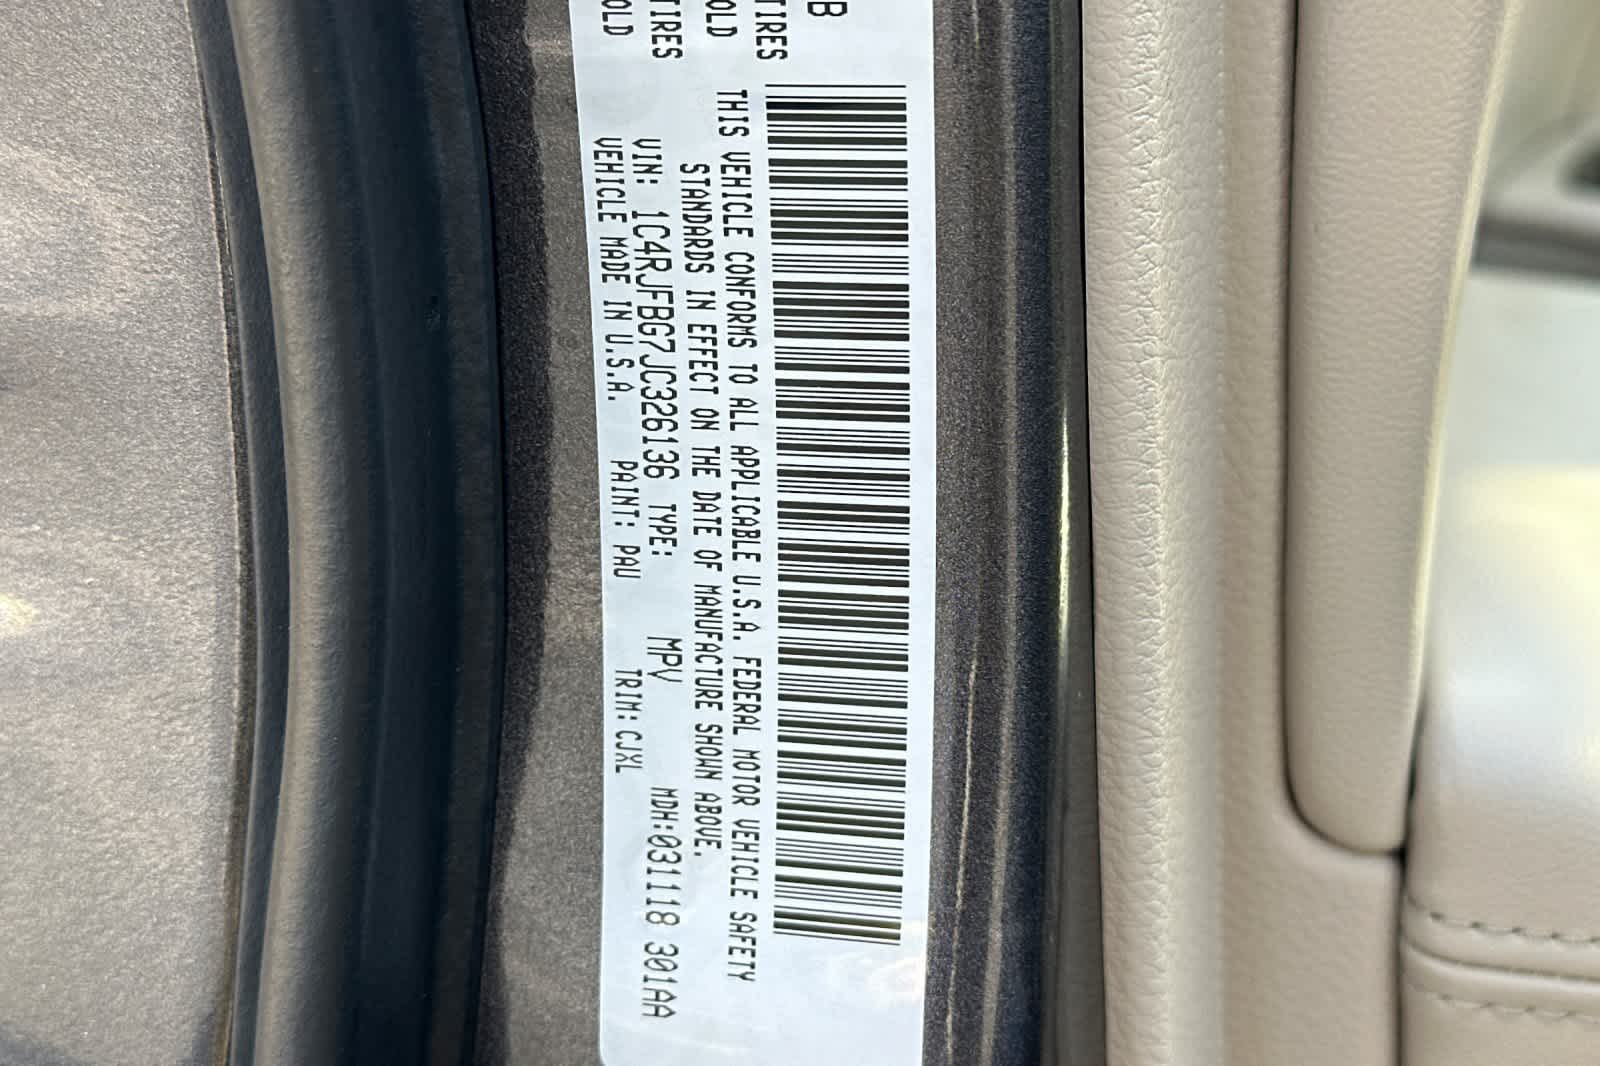 B
TIRES
OLD
TIRES
OLD
THIS VEHICLE CONFORMS TO ALL APPLICABLE U.S.A. FEDERAL MOTOR VEHICLE SAFETY
STANDARDS IN EFFECT ON THE DATE OF MANUFACTURE SHOWN ABOVE.
VIN: 1C4RJFBG7JC326136 TYPE: MPV MDH:031118 301AA
VEHICLE MADE IN U.S.A. PAINT: PAU TRIM: CJXL